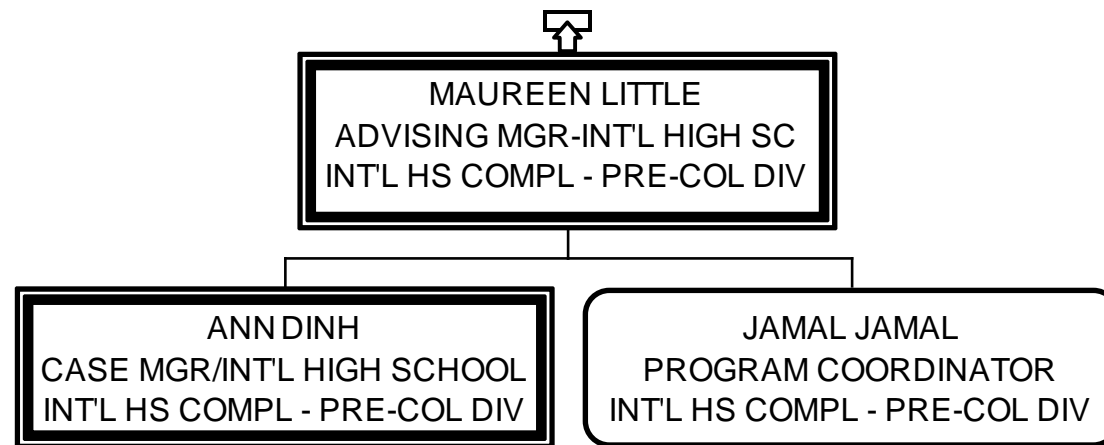 MAUREEN LITTLE
ADVISING MGR-INT'L HIGH SC
INT'L HS COMPL - PRE-COL DIV
ANN DINH
CASE MGR/INT'L HIGH SCHOOL
INT'L HS COMPL - PRE-COL DIV
JAMAL JAMAL
PROGRAM COORDINATOR
INT'L HS COMPL - PRE-COL DIV